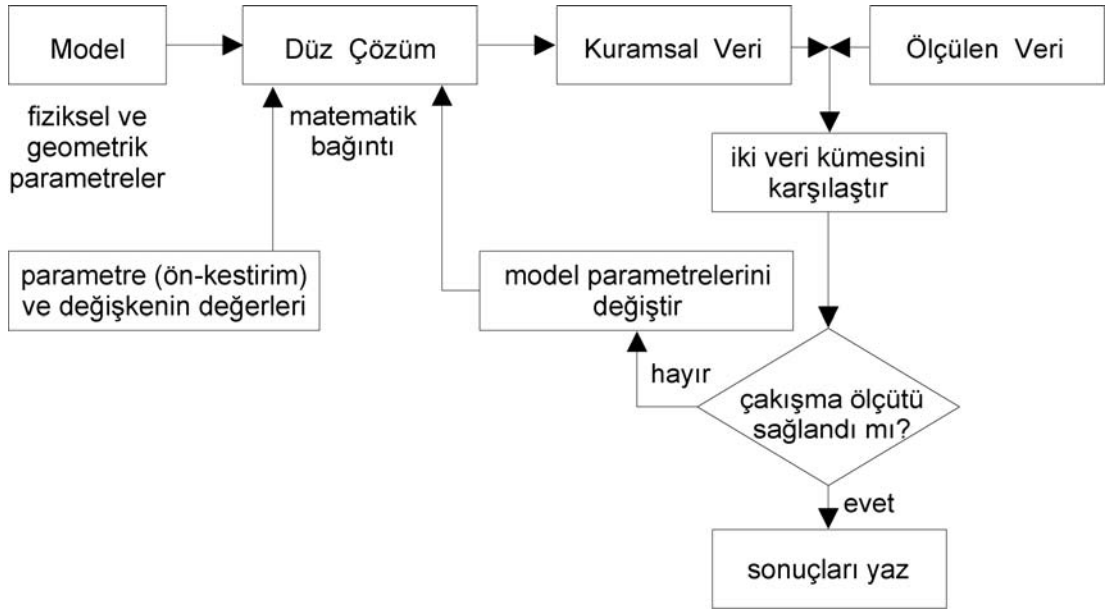 Model
Düz Çözüm
Kuramsal Veri
Ölçülen Veri
fiziksel ve
geometrik
parametreler
matematik
bağıntı
iki veri kümesini
karşılaştır
parametre (ön-kestirim)
ve değişkenin değerleri
model parametrelerini
değiştir
hayır
çakışma ölçütü
sağlandı mı?
evet
sonuçları yaz